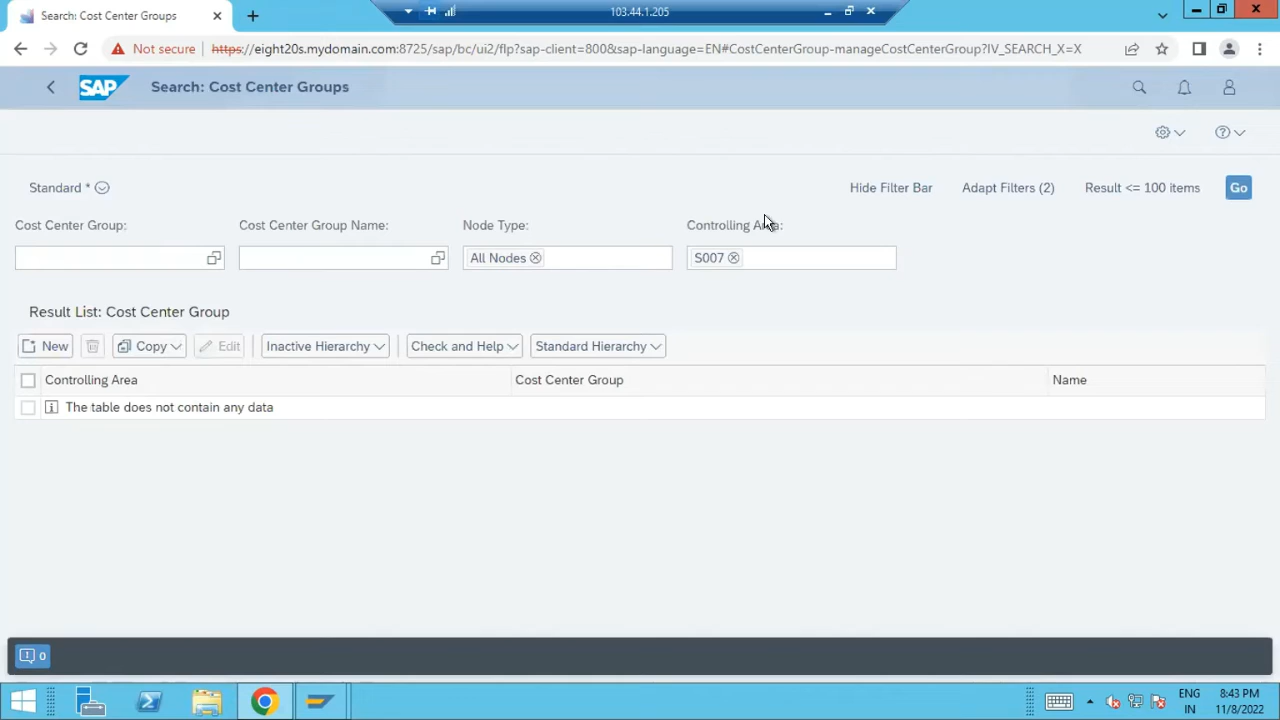 Search: Cost Center Groups
103.44.1.205
Not secure https://eight20s.mydomain.com:8725/sap/bc/ui2/flp?sap-client=800&sap-language=EN#CostCenterGroup-manageCostCenterGroup?IV_SEARCH_X=X
SAP Search: Cost Center Groups
Standard * Hide Filter Bar Adapt Filters (2) Result <= 100 items Go
Cost Center Group: Cost Center Group Name: Node Type: Controlling Area:
All Nodes S007
Result List: Cost Center Group
New Copy Edit Inactive Hierarchy Check and Help Standard Hierarchy
Controlling Area Cost Center Group Name
The table does not contain any data
0
ENG 8:43 PM
IN 11/8/2022